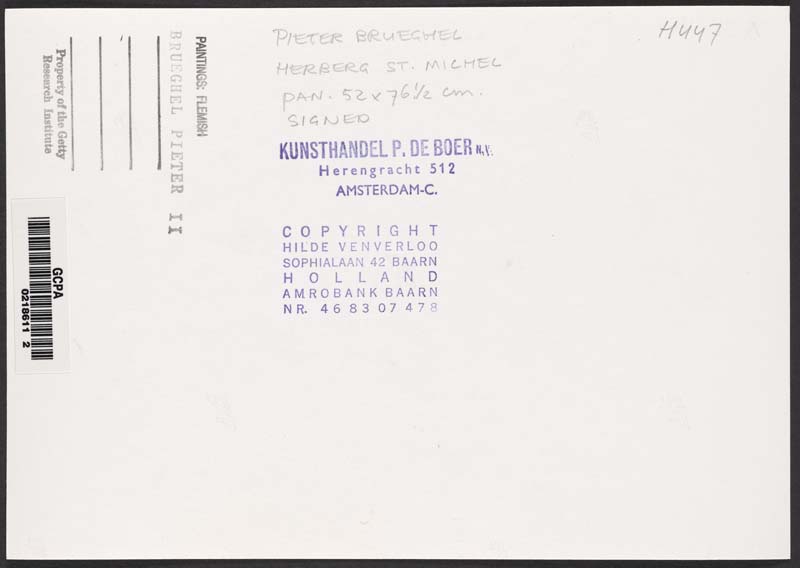 PIETER BRUEGHEL
HERBERG ST. MICHEL
PAN. 52 x 76 1/2 cm.
SIGNED
H447
KUNSTHANDEL P. DE BOER N.V.
Herengracht 512
AMSTERDAM-C.
COPYRIGHT
HILDE VENVERLOO
SOPHIALAAN 42 BAARN
HOLLAND
AMROBANK BAARN
NR. 46 83 07 478
PAINTINGS: FLEMISH
BRUEGHEL PIETER II
Property of the Getty
Research Institute
GCPA
0218611 2